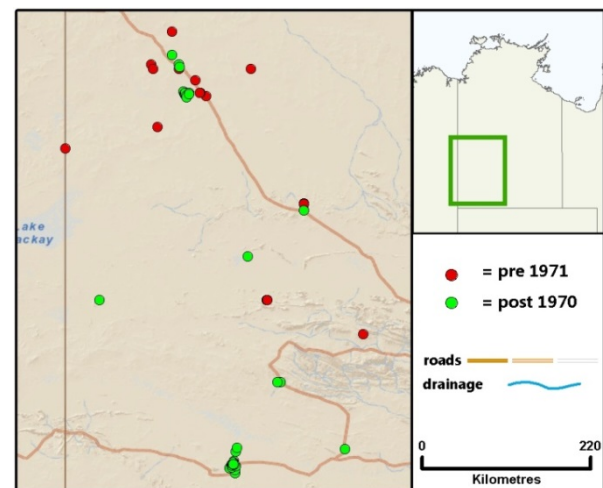 Lake
ackay
= pre 1971
= post 1970
roads
drainage
0 220
Kilometres